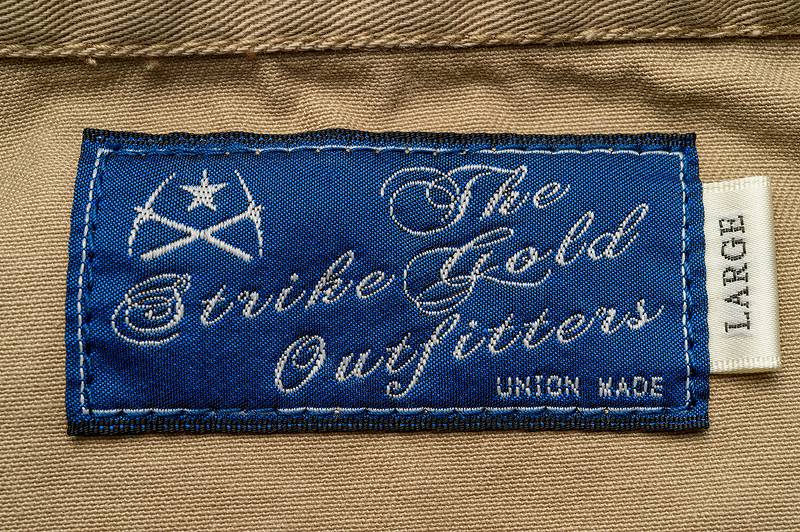 The
Strike Gold
Outfitters
UNION MADE
LARGE